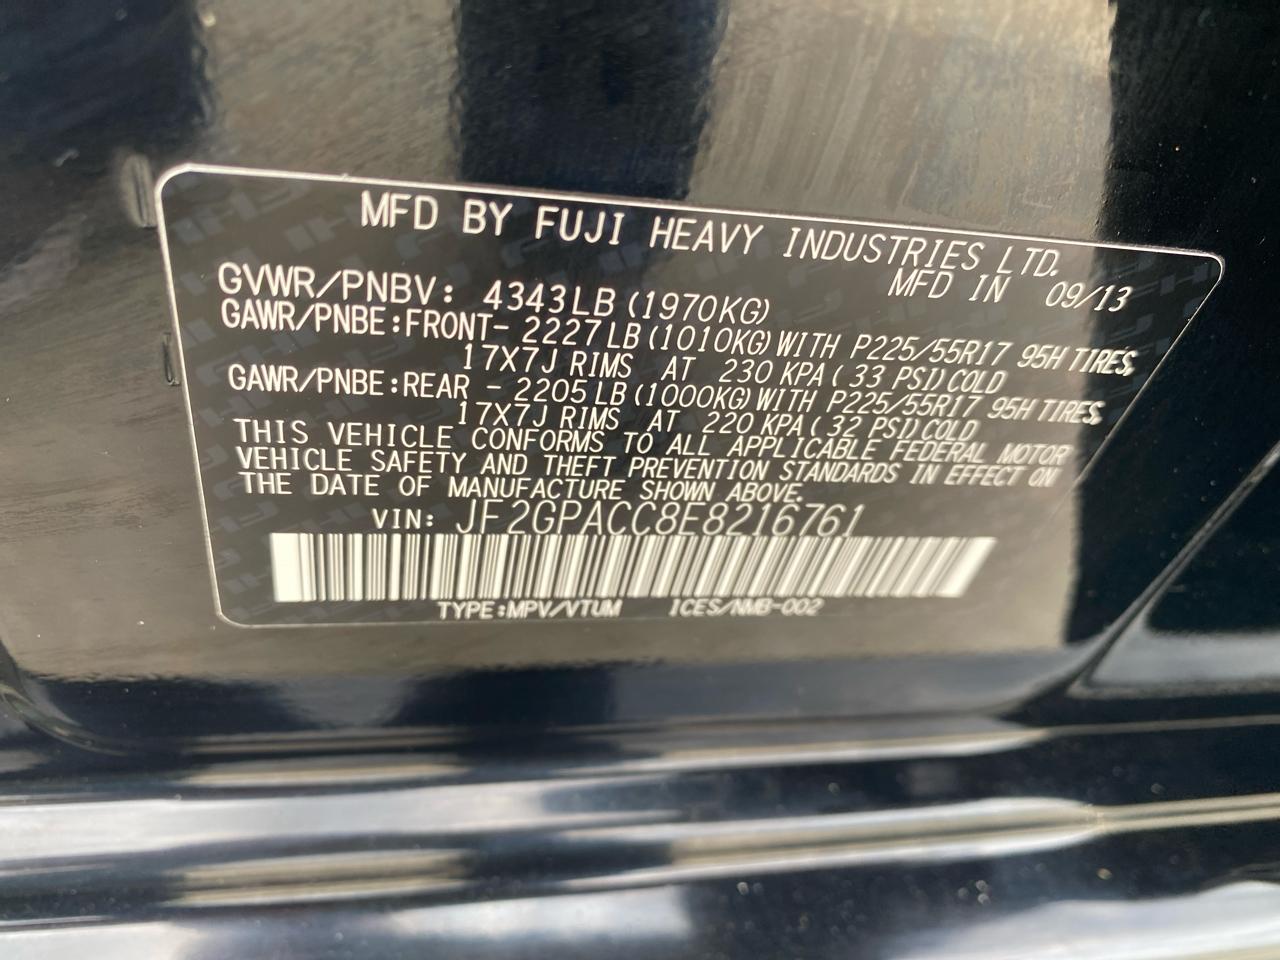 MFD BY FUJI HEAVY INDUSTRIES LTD.
MFD IN 09/13
GVWR/PNBV: 4343LB (1970KG)
GAWR/PNBE:FRONT- 2227LB (1010KG) WITH P225/55R17 95H TIRES,
17X7J RIMS AT 230 KPA (33 PSI) COLD
GAWR/PNBE:REAR - 2205LB (1000KG) WITH P225/55R17 95H TIRES,
17X7J RIMS AT 220 KPA (32 PSI) COLD
THIS VEHICLE CONFORMS TO ALL APPLICABLE FEDERAL MOTOR
VEHICLE SAFETY AND THEFT PREVENTION STANDARDS IN EFFECT ON
THE DATE OF MANUFACTURE SHOWN ABOVE.
VIN: JF2GPACC8E8216761
TYPE:MPV/VTUM ICES/NMB-002